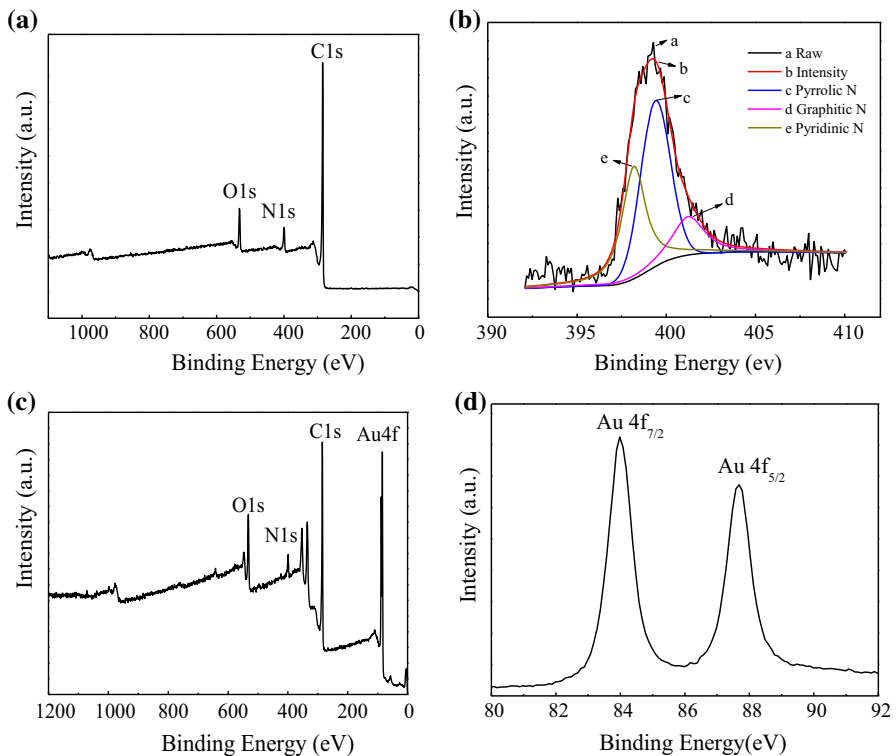 (a)
C1s
O1s
N1s
Intensity (a.u.)
1000 800 600 400 200 0
Binding Energy (eV)
(b)
a
b
c
e
d
a Raw
b Intensity
c Pyrrolic N
d Graphitic N
e Pyridinic N
Intensity (a.u.)
390 395 400 405 410
Binding Energy (ev)
(c)
C1s
Au4f
O1s
N1s
Intensity (a.u.)
1200 1000 800 600 400 200 0
Binding Energy (eV)
(d)
Au 4f7/2
Au 4f5/2
Intensity (a.u.)
80 82 84 86 88 90 92
Binding Energy(eV)